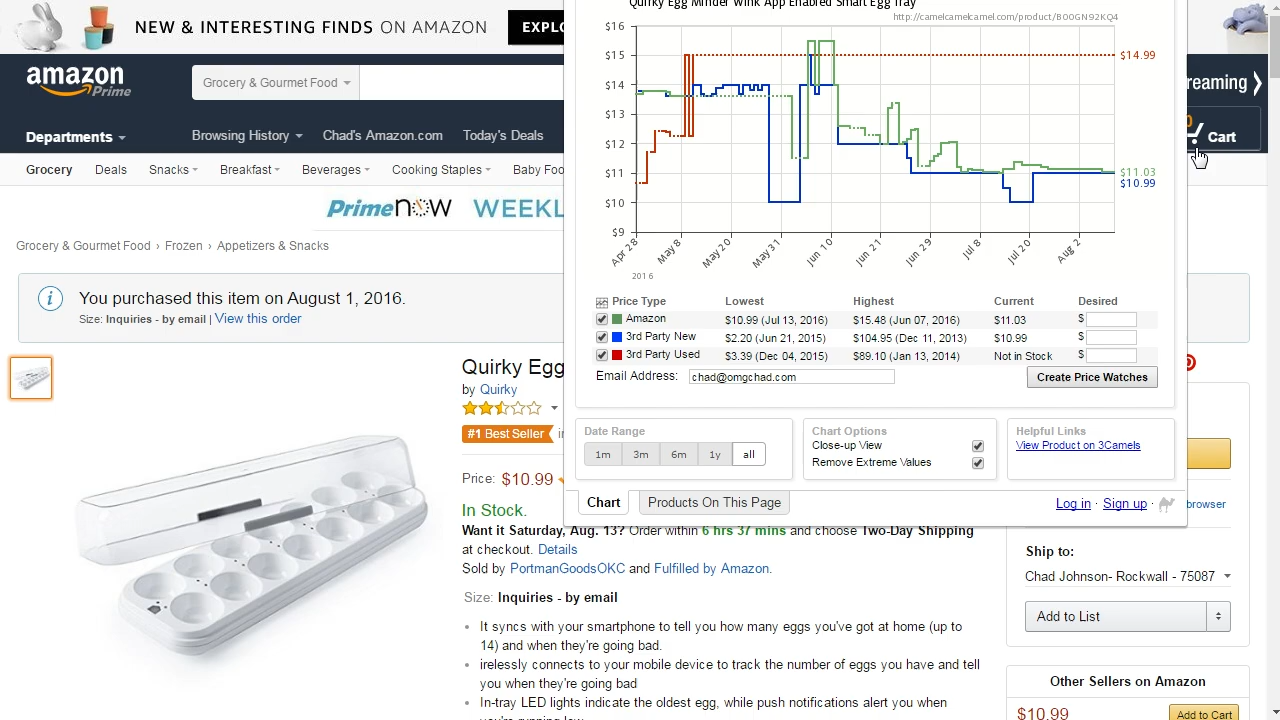 NEW & INTERESTING FINDS ON AMAZON
EXPLO
Quirky Egg Minder Wink App Enabled Smart Egg Tray
http://camelcamelcamel.com/product/B00GN92KQ4
amazon
Prime
Grocery & Gourmet Food
reaming
Departments
Browsing History
Chad's Amazon.com
Today's Deals
0
Cart
Grocery
Deals
Snacks
Breakfast
Beverages
Cooking Staples
Baby Foo
PrimeNOW WEEKL
Grocery & Gourmet Food › Frozen › Appetizers & Snacks
$16
$15
$14
$13
$12
$11
$10
$9
$14.99
$11.03
$10.99
Apr 28
May 8
May 20
May 31
Jun 10
Jun 21
Jun 29
Jul 8
Jul 20
Aug 2
2016
You purchased this item on August 1, 2016.
Size: Inquiries - by email | View this order
Price Type Lowest Highest Current Desired
Amazon $10.99 (Jul 13, 2016) $15.48 (Jun 07, 2016) $11.03 $
3rd Party New $2.20 (Jun 21, 2015) $104.95 (Dec 11, 2013) $10.99 $
3rd Party Used $3.39 (Dec 04, 2015) $89.10 (Jan 13, 2014) Not in Stock $
Email Address: chad@omgchad.com Create Price Watches
Date Range
1m 3m 6m 1y all
Chart Options
Close-up View
Remove Extreme Values
Helpful Links
View Product on 3Camels
Chart
Products On This Page
Log in · Sign up ·
Quirky Egg
by Quirky
#1 Best Seller in
Price: $10.99
In Stock.
Want it Saturday, Aug. 13? Order within 6 hrs 37 mins and choose Two-Day Shipping
at checkout. Details
Sold by PortmanGoodsOKC and Fulfilled by Amazon.
Size: Inquiries - by email
It syncs with your smartphone to tell you how many eggs you've got at home (up to
14) and when they're going bad.
irelessly connects to your mobile device to track the number of eggs you have and tell
you when they're going bad
In-tray LED lights indicate the oldest egg, while push notifications alert you when
you're running low
browser
Ship to:
Chad Johnson- Rockwall - 75087
Add to List
Other Sellers on Amazon
$10.99
Add to Cart